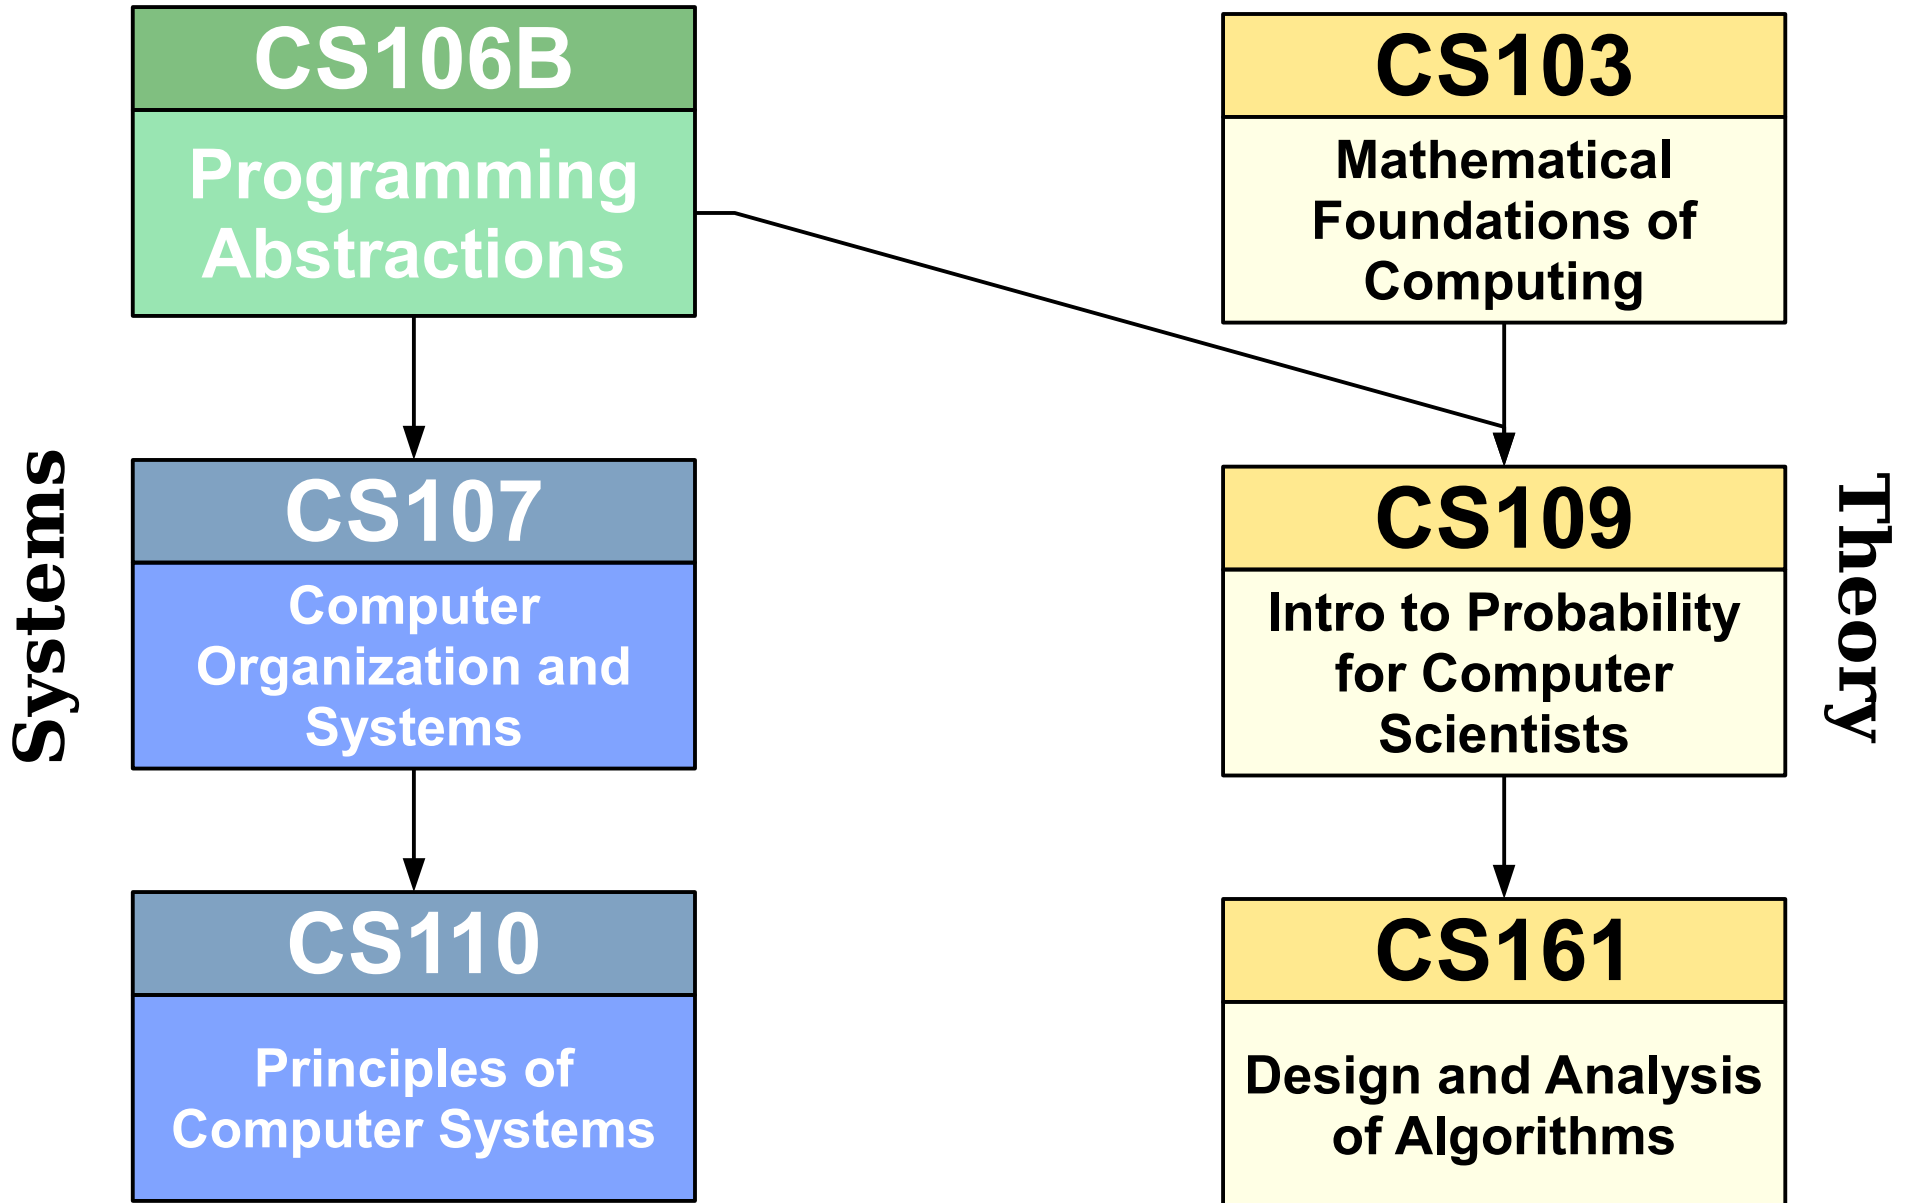 CS106B
Programming
Abstractions
CS103
Mathematical
Foundations of
Computing
Systems
CS107
Computer
Organization and
Systems
CS109
Intro to Probability
for Computer
Scientists
Theory
CS110
Principles of
Computer Systems
CS161
Design and Analysis
of Algorithms